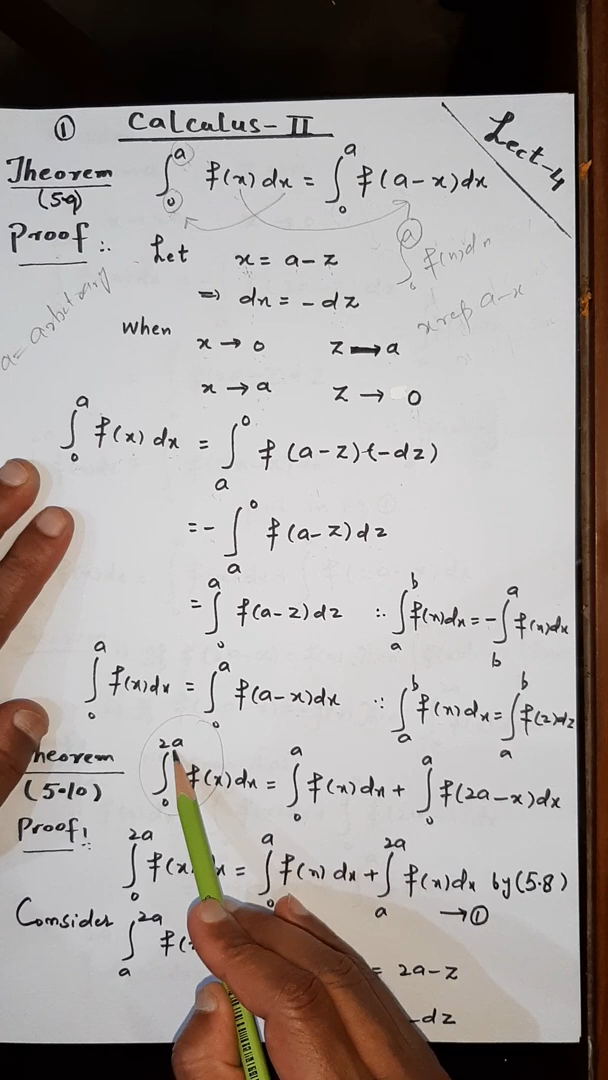 ① Calculus-II
Lect-4
Theorem (5.9) ∫₀ᵃ f(x) dx = ∫₀ᵃ f(a-x)dx
Proof:. Let x = a-z
∫₀ᵃ f(x) dx
⇒ dx = -dz
x rep a-x
a = arbitrary
When x → 0 z → a
x → a z → 0
∫₀ᵃ f(x) dx = ∫ₐ⁰ f (a-z) (-dz)
= - ∫ₐ⁰ f(a-z) dz
= ∫₀ᵃ f(a-z) dz ∵ ∫ₐᵇ f(x)dx = - ∫_bᵃ f(x)dx
∫₀ᵃ f(x)dx = ∫₀ᵃ f(a-x)dx ∵ ∫ₐᵇ f(x)dx = ∫ₐᵇ f(z)dz
heorem (5.10) ∫₀²ᵃ f(x)dx = ∫₀ᵃ f(x)dx + ∫₀ᵃ f(2a-x)dx
Proof:. ∫₀²ᵃ f(x = ∫₀ᵃ f(x) dx + ∫ₐ²ᵃ f(x)dx by(5.8) → ①
Consider ∫ₐ²ᵃ f(
= 2a-z
-dz